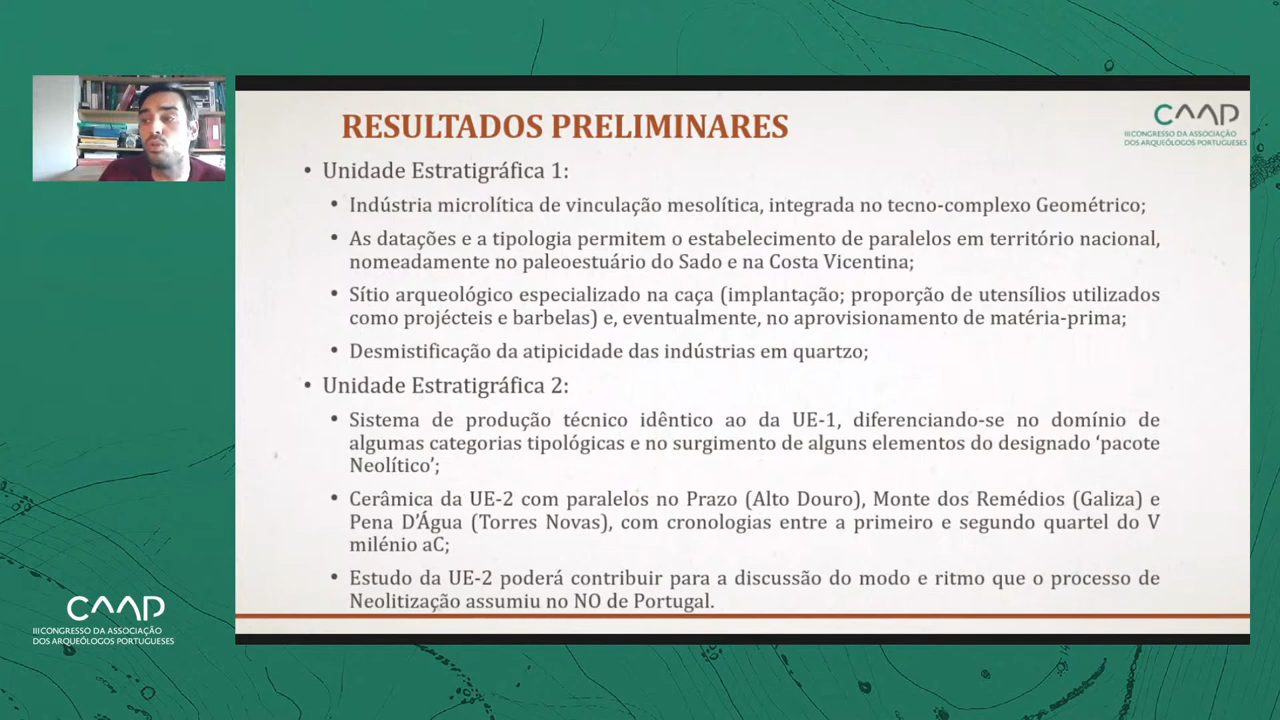 RESULTADOS PRELIMINARES
CAAP
III CONGRESSO DA ASSOCIAÇÃO
DOS ARQUEÓLOGOS PORTUGUESES
• Unidade Estratigráfica 1:
• Indústria microlítica de vinculação mesolítica, integrada no tecno-complexo Geométrico;
• As datações e a tipologia permitem o estabelecimento de paralelos em território nacional,
nomeadamente no paleoestuário do Sado e na Costa Vicentina;
• Sítio arqueológico especializado na caça (implantação; proporção de utensílios utilizados
como projécteis e barbelas) e, eventualmente, no aprovisionamento de matéria-prima;
• Desmistificação da atipicidade das indústrias em quartzo;
• Unidade Estratigráfica 2:
• Sistema de produção técnico idêntico ao da UE-1, diferenciando-se no domínio de
algumas categorias tipológicas e no surgimento de alguns elementos do designado ‘pacote
Neolítico’;
• Cerâmica da UE-2 com paralelos no Prazo (Alto Douro), Monte dos Remédios (Galiza) e
Pena D’Água (Torres Novas), com cronologias entre a primeiro e segundo quartel do V
milénio aC;
• Estudo da UE-2 poderá contribuir para a discussão do modo e ritmo que o processo de
Neolitização assumiu no NO de Portugal.
CAAP
III CONGRESSO DA ASSOCIAÇÃO
DOS ARQUEÓLOGOS PORTUGUESES